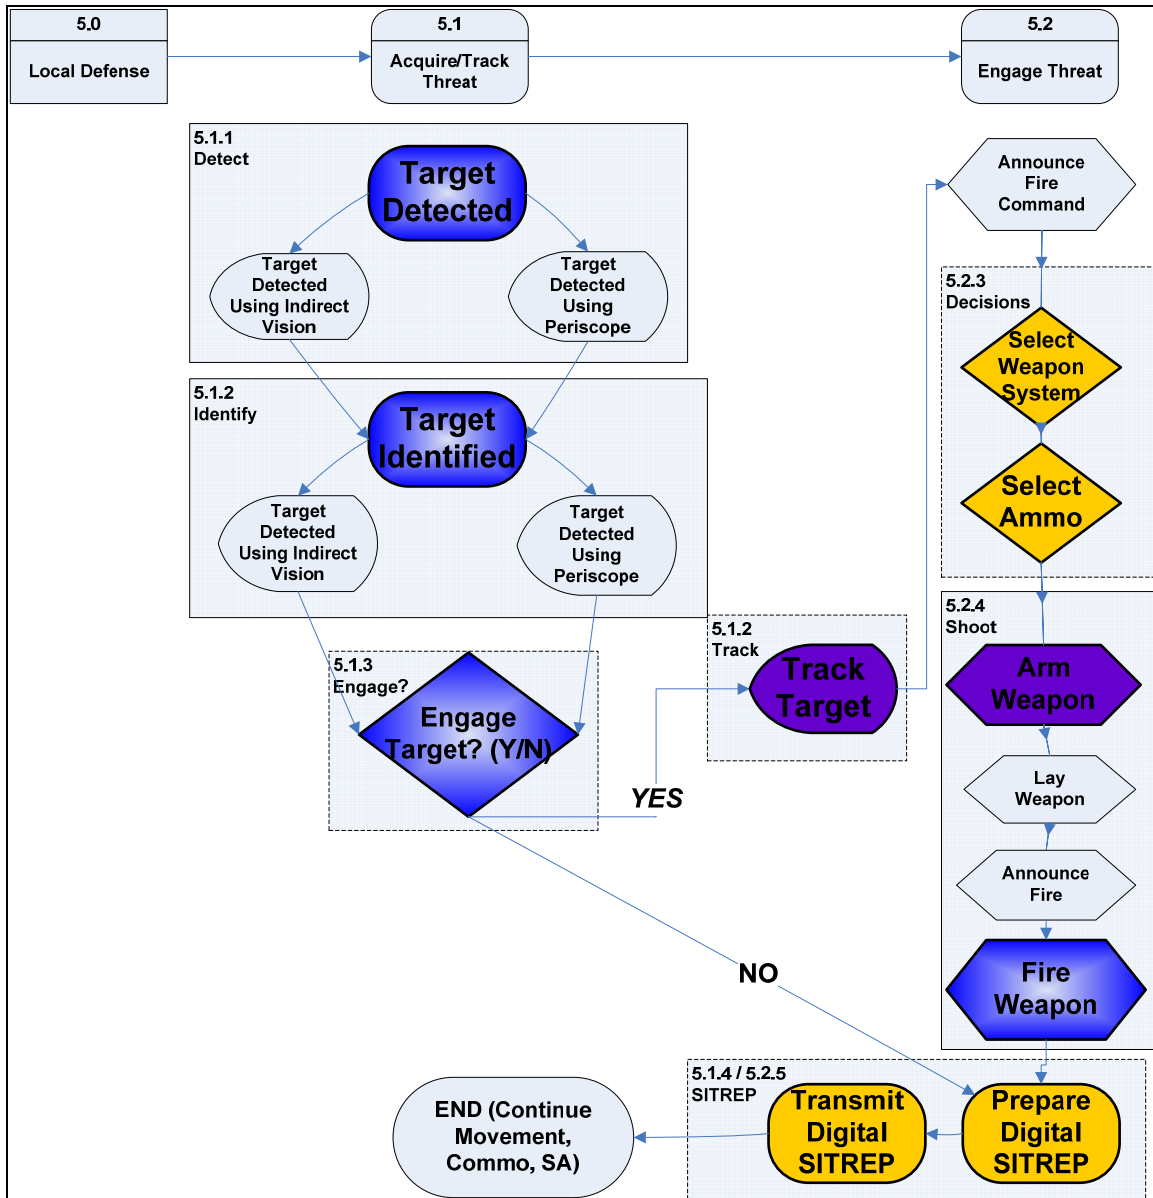 5.0
Local Defense
5.1
Acquire/Track
Threat
5.2
Engage Threat
5.1.1
Detect
Target
Detected
Target
Detected
Using Indirect
Vision
Target
Detected
Using
Periscope
5.1.2
Identify
Target
Identified
Target
Detected
Using Indirect
Vision
Target
Detected
Using
Periscope
5.1.3
Engage?
Engage
Target? (Y/N)
YES
NO
5.1.2
Track
Track
Target
Announce
Fire
Command
5.2.3
Decisions
Select
Weapon
System
Select
Ammo
5.2.4
Shoot
Arm
Weapon
Lay
Weapon
Announce
Fire
Fire
Weapon
5.1.4 / 5.2.5
SITREP
Prepare
Digital
SITREP
Transmit
Digital
SITREP
END (Continue
Movement,
Commo, SA)